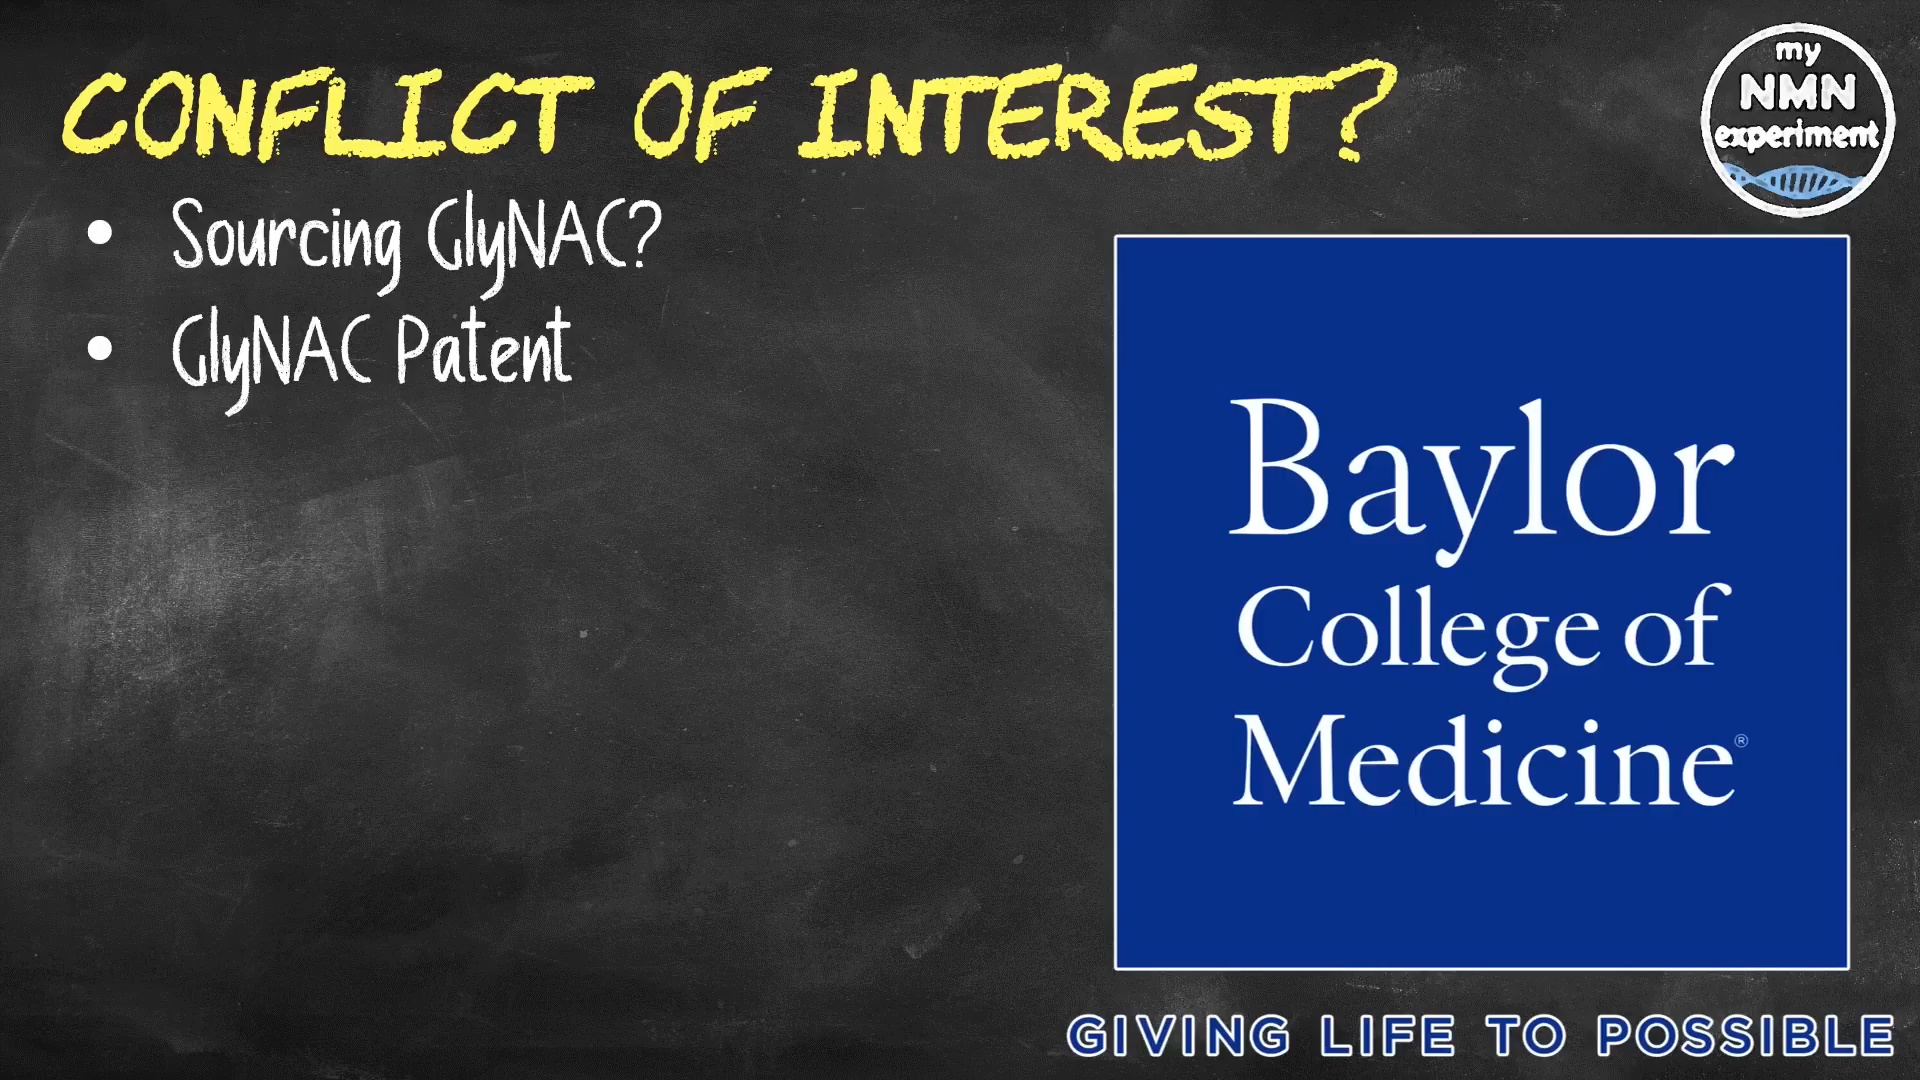 CONFLICT OF INTEREST?
my
NMN
experiment
• Sourcing GlyNAC?
• GlyNAC Patent
Baylor
College of
Medicine®
GIVING LIFE TO POSSIBLE